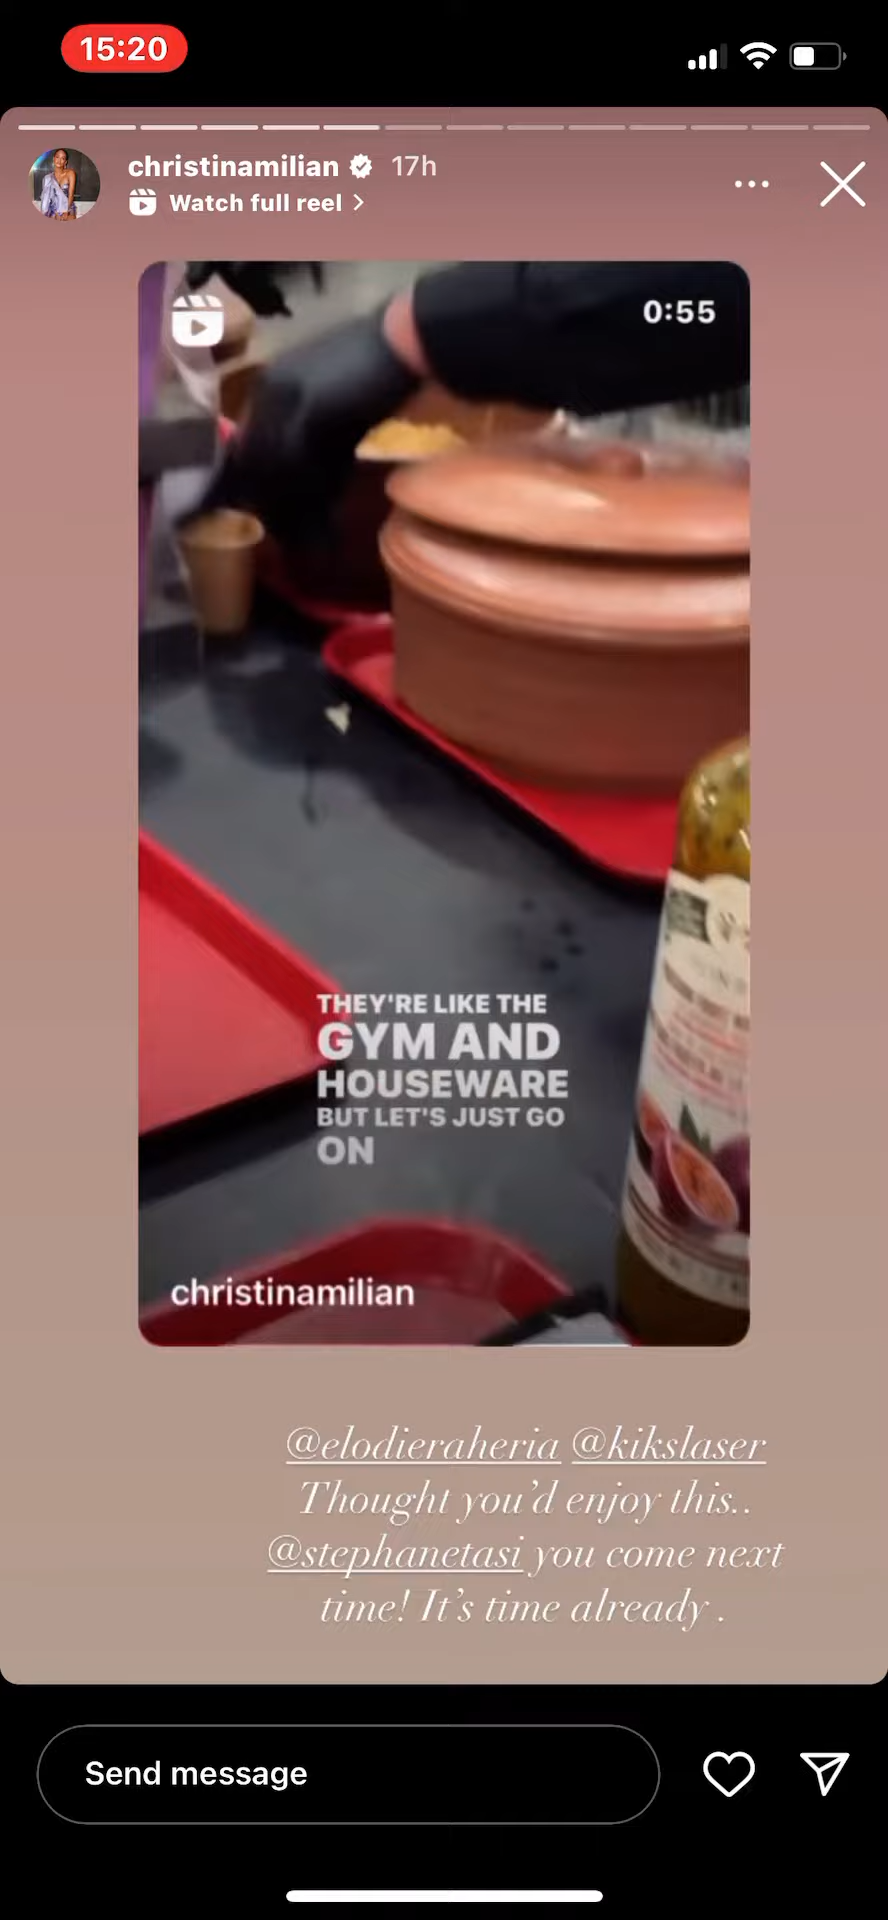 15:20
christinamilian 17h
Watch full reel
0:55
THEY'RE LIKE THE
GYM AND
HOUSEWARE
BUT LET'S JUST GO
ON
christinamilian
@elodieraheria @kikslaser
Thought you'd enjoy this..
@stephanetasi you come next
time! It's time already .
Send message